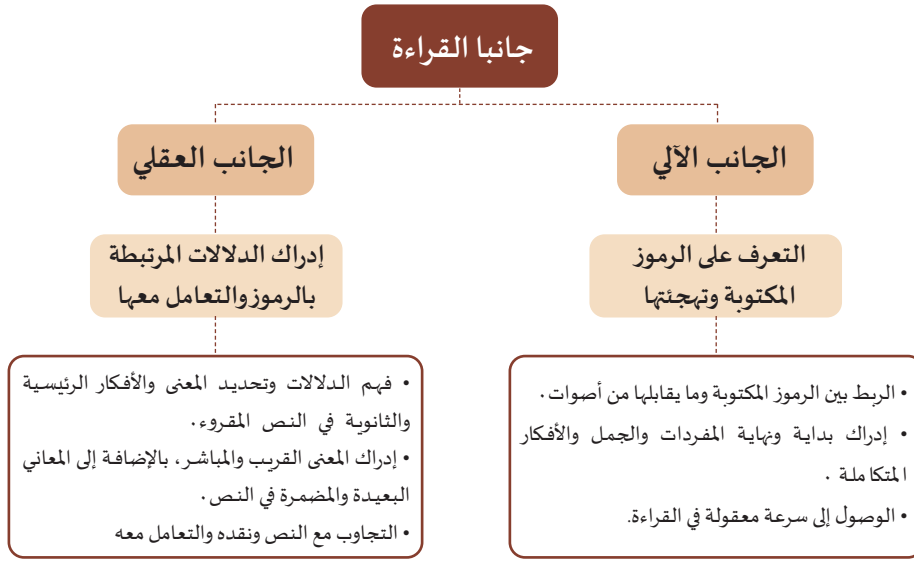 جانبا القراءة
الجانب الآلي
الجانب العقلي
التعرف على الرموز
المكتوبة وتهجئتها
إدراك الدلالات المرتبطة
بالرموز والتعامل معها
• الربط بين الرموز المكتوبة وما يقابلها من أصوات.
• إدراك بداية ونهاية المفردات والجمل والأفكار
المتكاملة .
• الوصول إلى سرعة معقولة في القراءة.
• فهم الدلالات وتحديد المعنى والأفكار الرئيسية
والثانوية في النص المقروء.
• إدراك المعنى القريب والمباشر، بالإضافة إلى المعاني
البعيدة والمضمرة في النص.
• التجاوب مع النص ونقده والتعامل معه